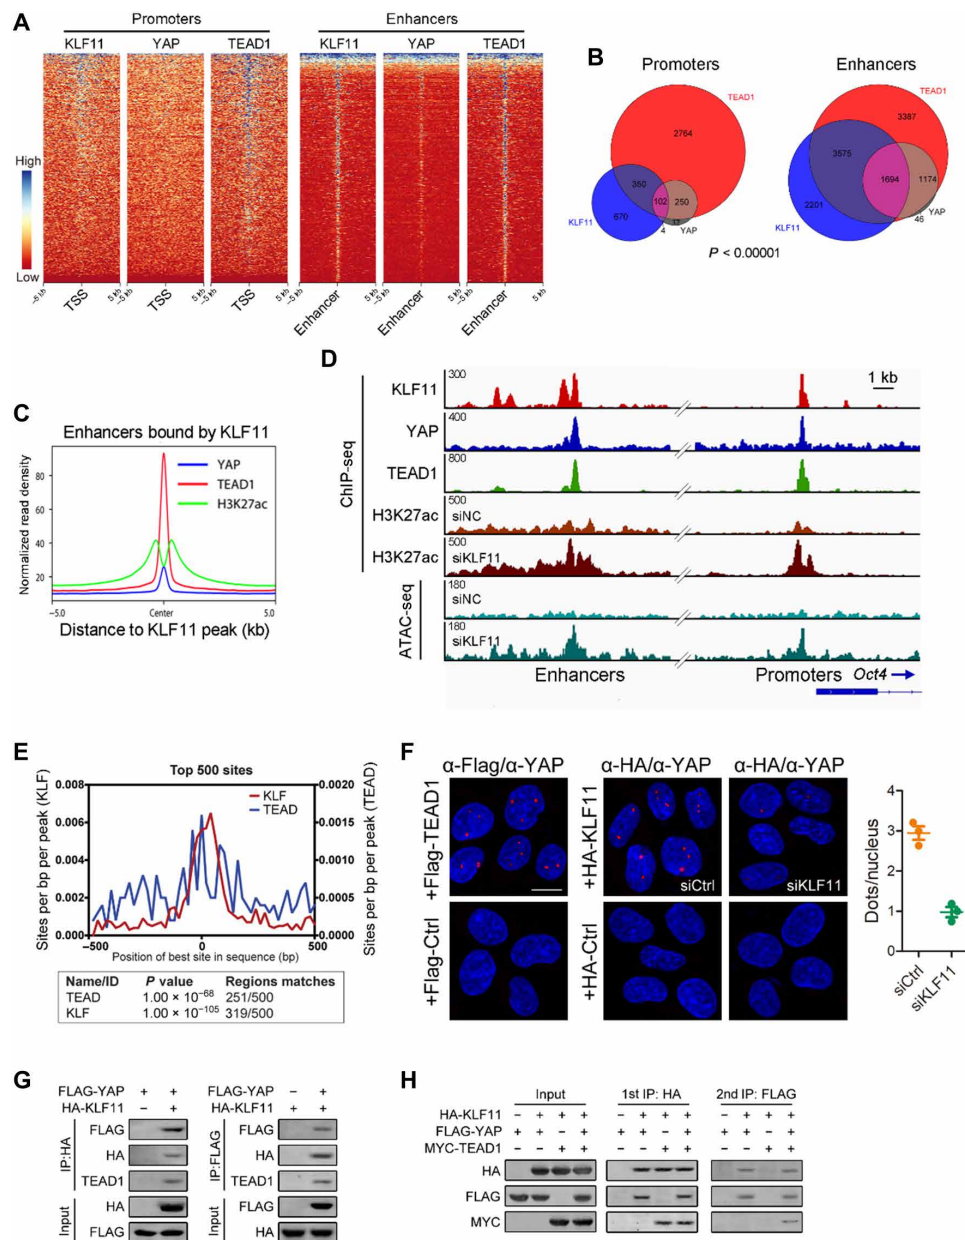 A
Promoters
Enhancers
KLF11 YAP TEAD1
KLF11 YAP TEAD1
High
Low
–5 kb TSS 5 kb –5 kb TSS 5 kb –5 kb TSS 5 kb
–5 kb Enhancer 5 kb –5 kb Enhancer 5 kb –5 kb Enhancer 5 kb
B
Promoters
Enhancers
TEAD1
2764
350
102 250
670
KLF11
4
YAP
TEAD1
3387
3575
1694
1174
2201
YAP
46
KLF11
P < 0.00001
C
Enhancers bound by KLF11
YAP
TEAD1
H3K27ac
Normalized read density
80
60
40
20
–5.0 Center 5.0
Distance to KLF11 peak (kb)
D
ChIP-seq
KLF11
300
1 kb
YAP
400
TEAD1
800
H3K27ac
500
siNC
H3K27ac
500
siKLF11
ATAC-seq
180
siNC
180
siKLF11
Enhancers
Promoters
Oct4
E
Top 500 sites
KLF
TEAD
Sites per bp per peak (KLF)
0.008
0.006
0.004
0.002
0.000
Sites per bp per peak (TEAD)
0.0020
0.0015
0.0010
0.0005
0.0000
–500 0 500
Position of best site in sequence (bp)
Name/ID P value Regions matches
TEAD 1.00 × 10⁻⁶⁸ 251/500
KLF 1.00 × 10⁻¹⁰⁵ 319/500
F
α-Flag/α-YAP
α-HA/α-YAP
α-HA/α-YAP
+Flag-TEAD1
+HA-KLF11
siCtrl
siKLF11
+Flag-Ctrl
+HA-Ctrl
Dots/nucleus
4
3
2
1
0
siCtrl
siKLF11
G
FLAG-YAP + +
HA-KLF11 – +
IP:HA
FLAG
HA
TEAD1
Input
HA
FLAG
FLAG-YAP – +
HA-KLF11 + +
IP:FLAG
FLAG
HA
TEAD1
Input
FLAG
HA
H
Input
1st IP: HA
2nd IP: FLAG
HA-KLF11 – + + + – + + + – + + +
FLAG-YAP + + – + + + – + + + – +
MYC-TEAD1 – – + + – – + + – – + +
HA
FLAG
MYC